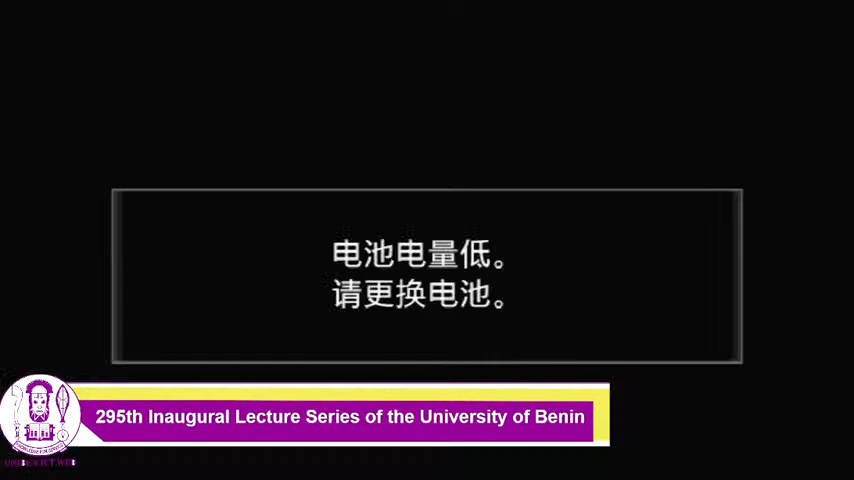 电池电量低。
请更换电池。
295th Inaugural Lecture Series of the University of Benin